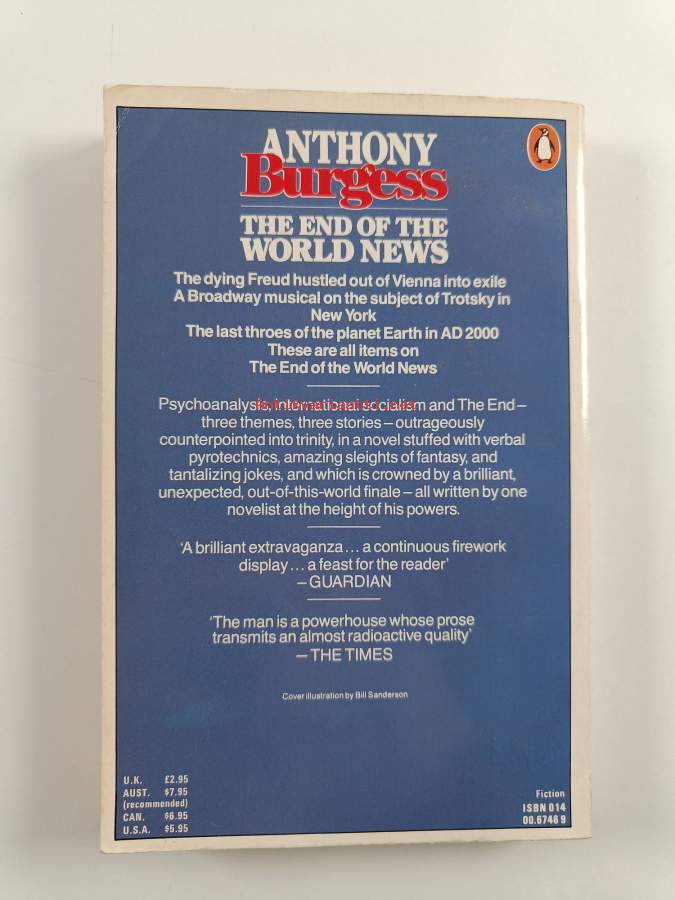 ANTHONY
Burgess
THE END OF THE
WORLD NEWS
The dying Freud hustled out of Vienna into exile
A Broadway musical on the subject of Trotsky in
New York
The last throes of the planet Earth in AD 2000
These are all items on
The End of the World News
Psychoanalysis, international socialism and The End –
three themes, three stories – outrageously
counterpointed into trinity, in a novel stuffed with verbal
pyrotechnics, amazing sleights of fantasy, and
tantalizing jokes, and which is crowned by a brilliant,
unexpected, out-of-this-world finale – all written by one
novelist at the height of his powers.
'A brilliant extravaganza... a continuous firework
display... a feast for the reader'
– GUARDIAN
'The man is a powerhouse whose prose
transmits an almost radioactive quality'
– THE TIMES
Cover illustration by Bill Sanderson
U.K. £2.95
AUST. $7.95
(recommended)
CAN. $6.95
U.S.A. $5.95
Fiction
ISBN 0 14
00.6746 9